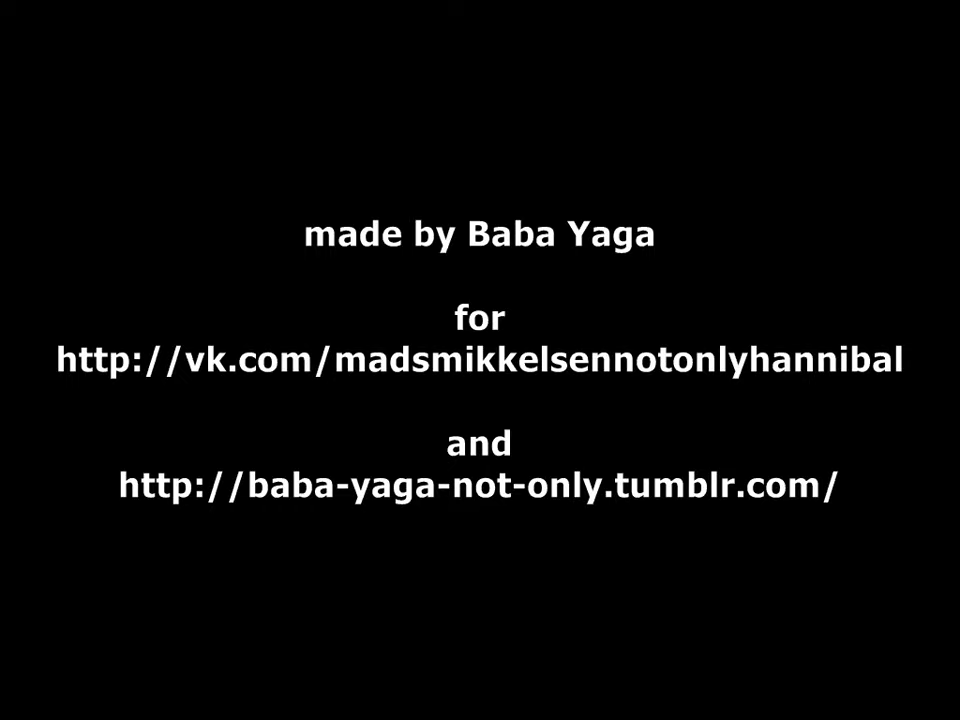 made by Baba Yaga
for
http://vk.com/madsmikkelsennotonlyhannibal
and
http://baba-yaga-not-only.tumblr.com/